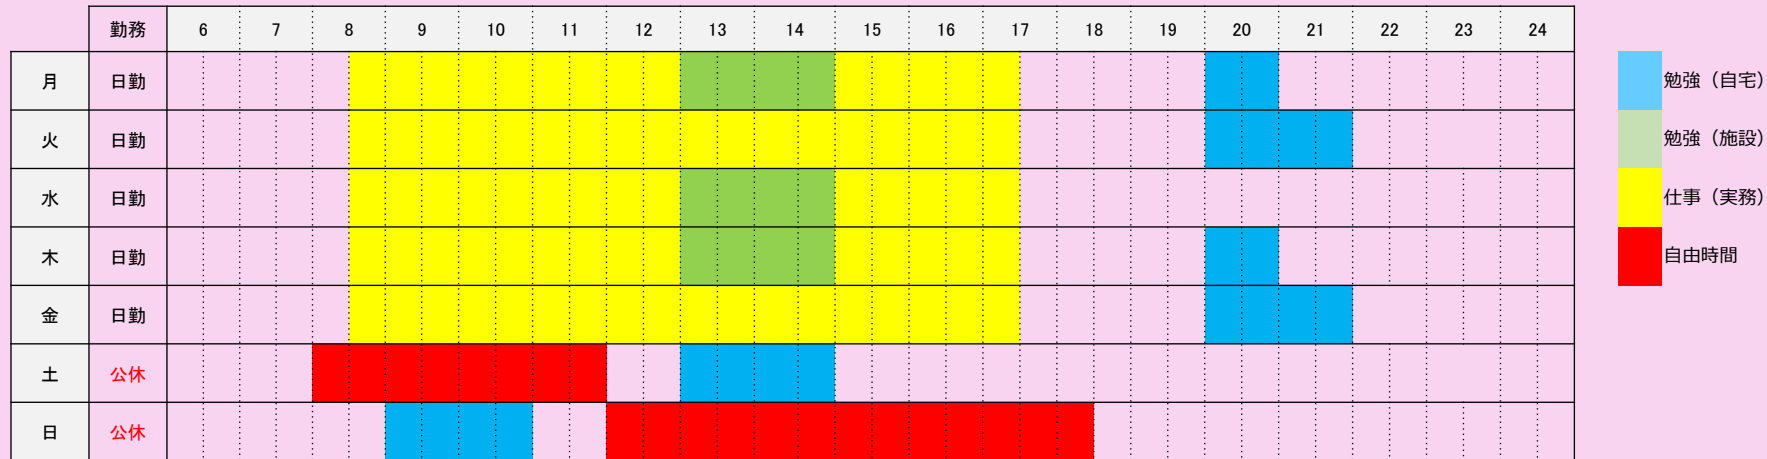 勤務 6 7 8 9 10 11 12 13 14 15 16 17 18 19 20 21 22 23 24
月 日勤
勉強（自宅）
火 日勤
勉強（施設）
水 日勤
仕事（実務）
木 日勤
自由時間
金 日勤
土 公休
日 公休